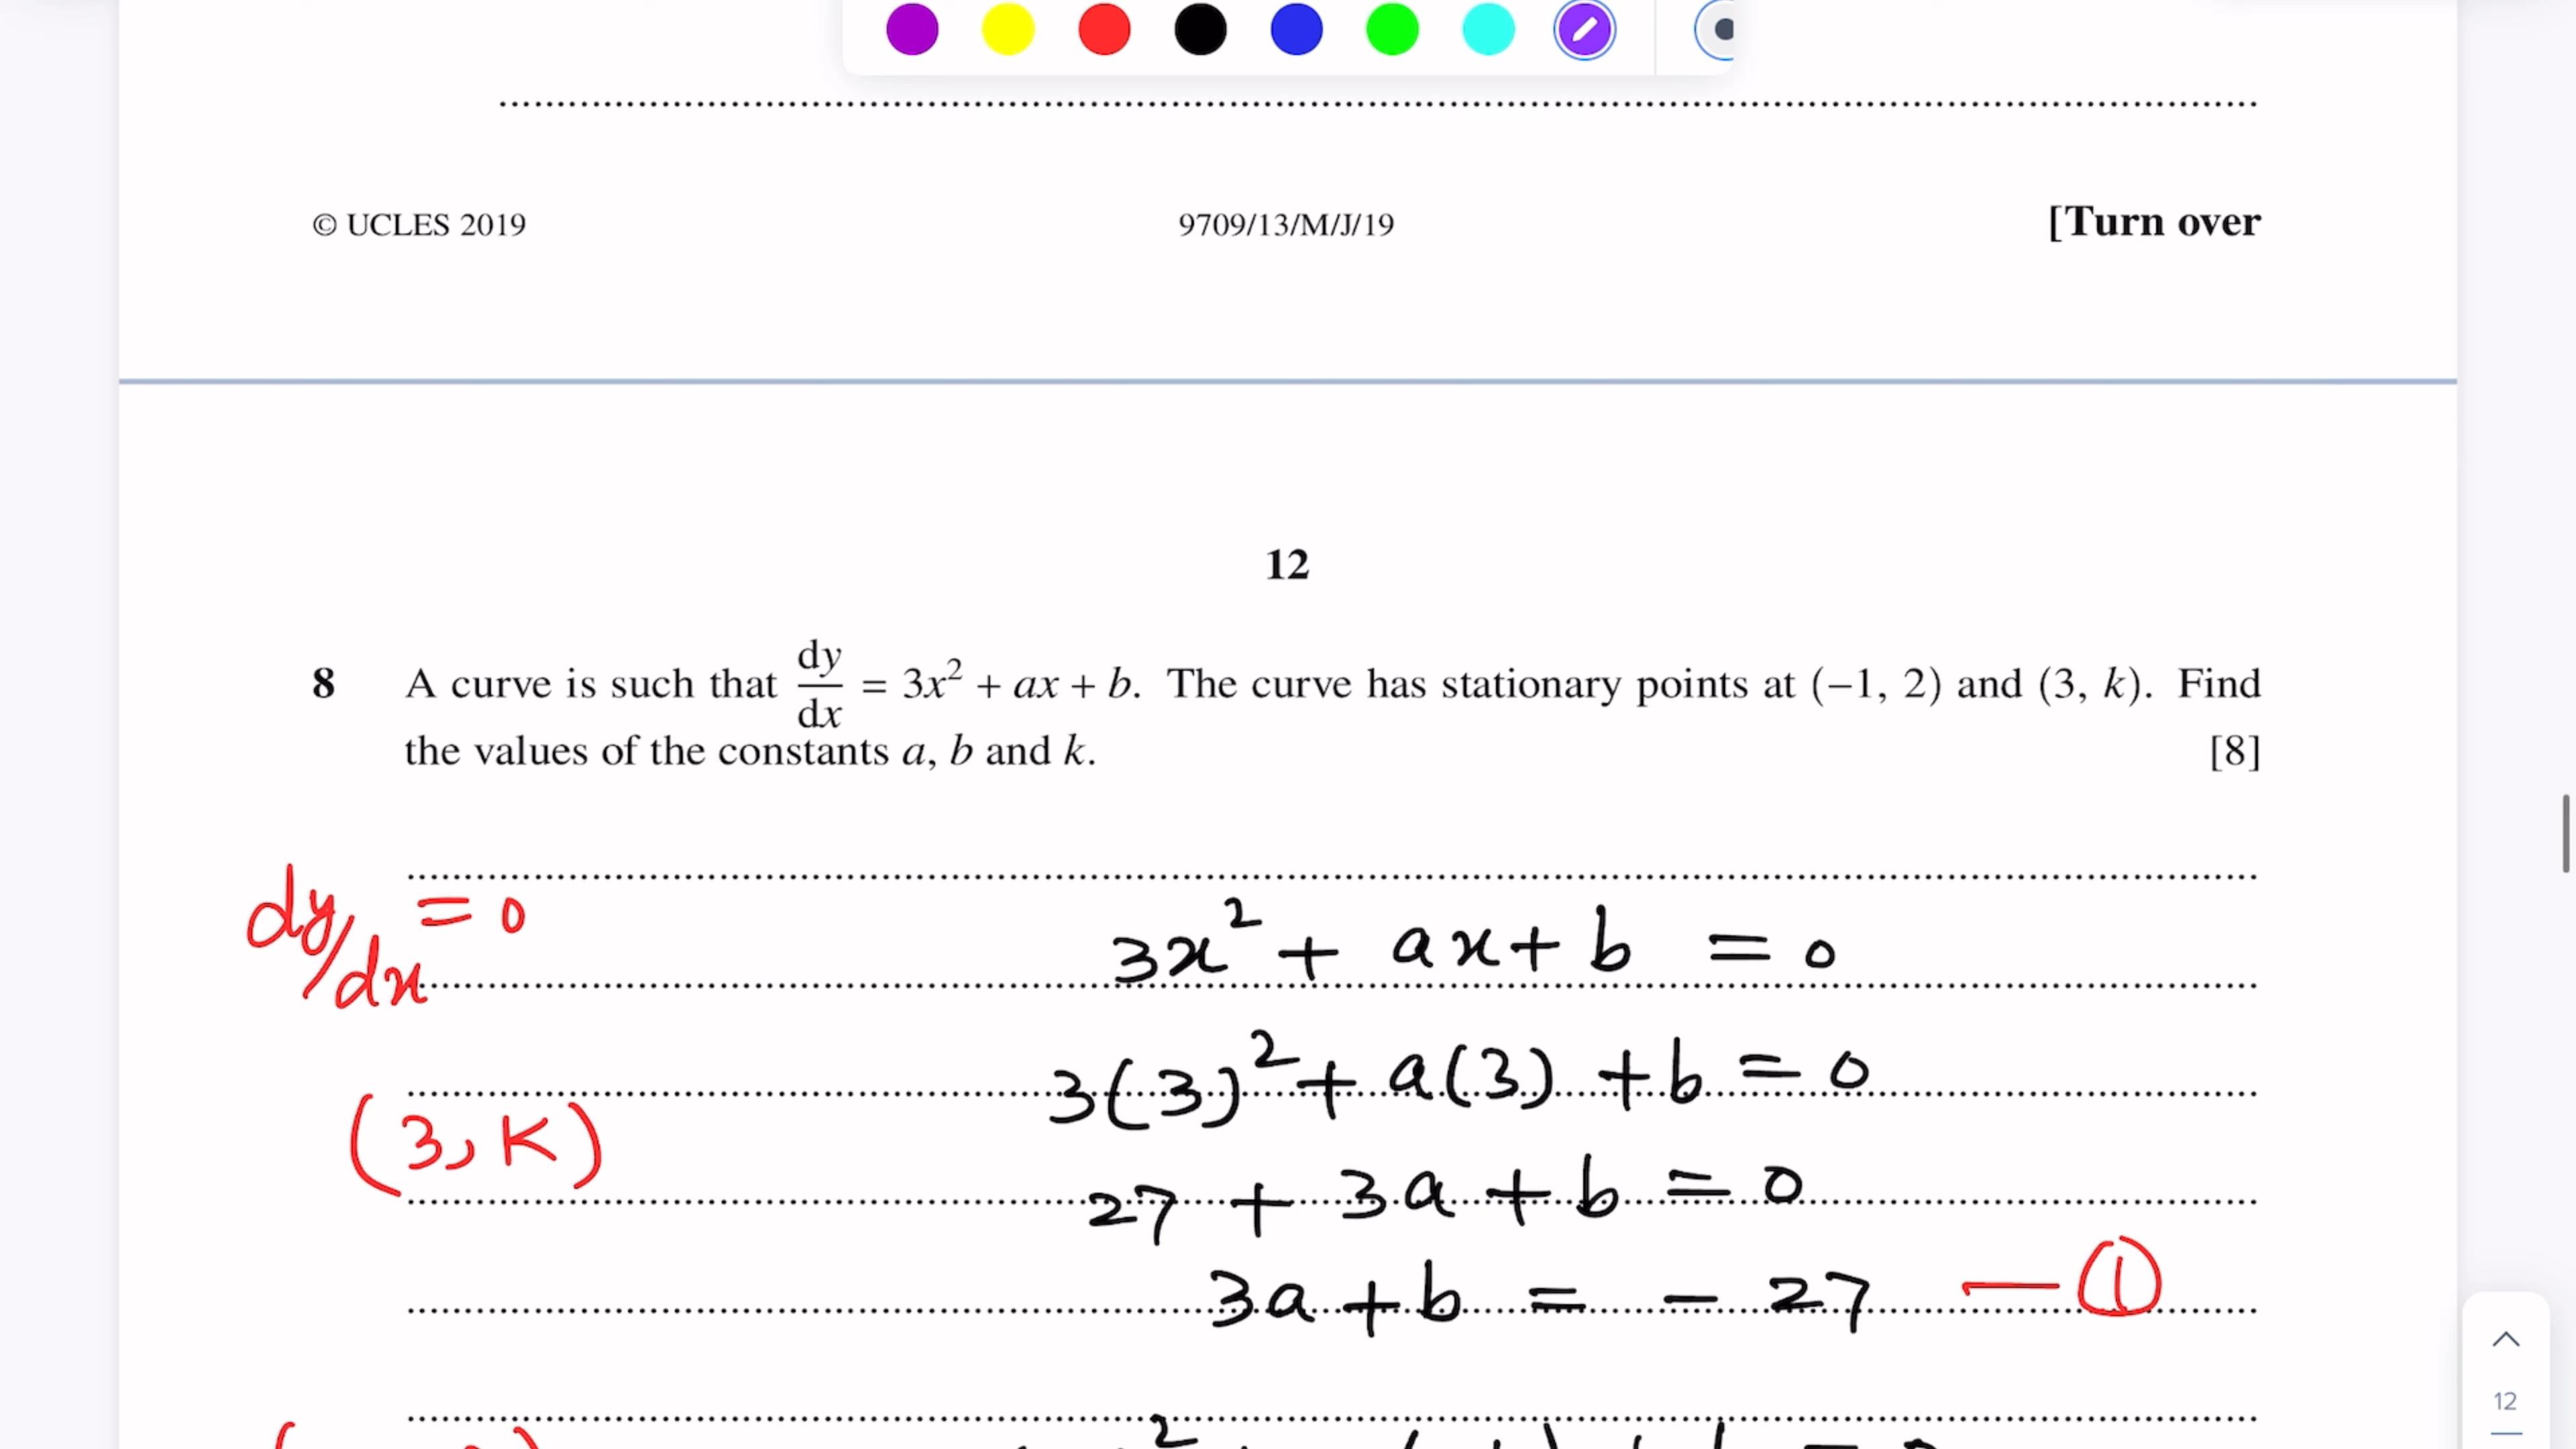 © UCLES 2019 9709/13/M/J/19 [Turn over
12
8 A curve is such that dy/dx = 3x² + ax + b. The curve has stationary points at (−1, 2) and (3, k). Find
the values of the constants a, b and k. [8]
dy/dx = 0
3x² + ax + b = 0
3(3)² + a(3) + b = 0
(3, K)
27 + 3a + b = 0
3a + b = − 27 — ①
12